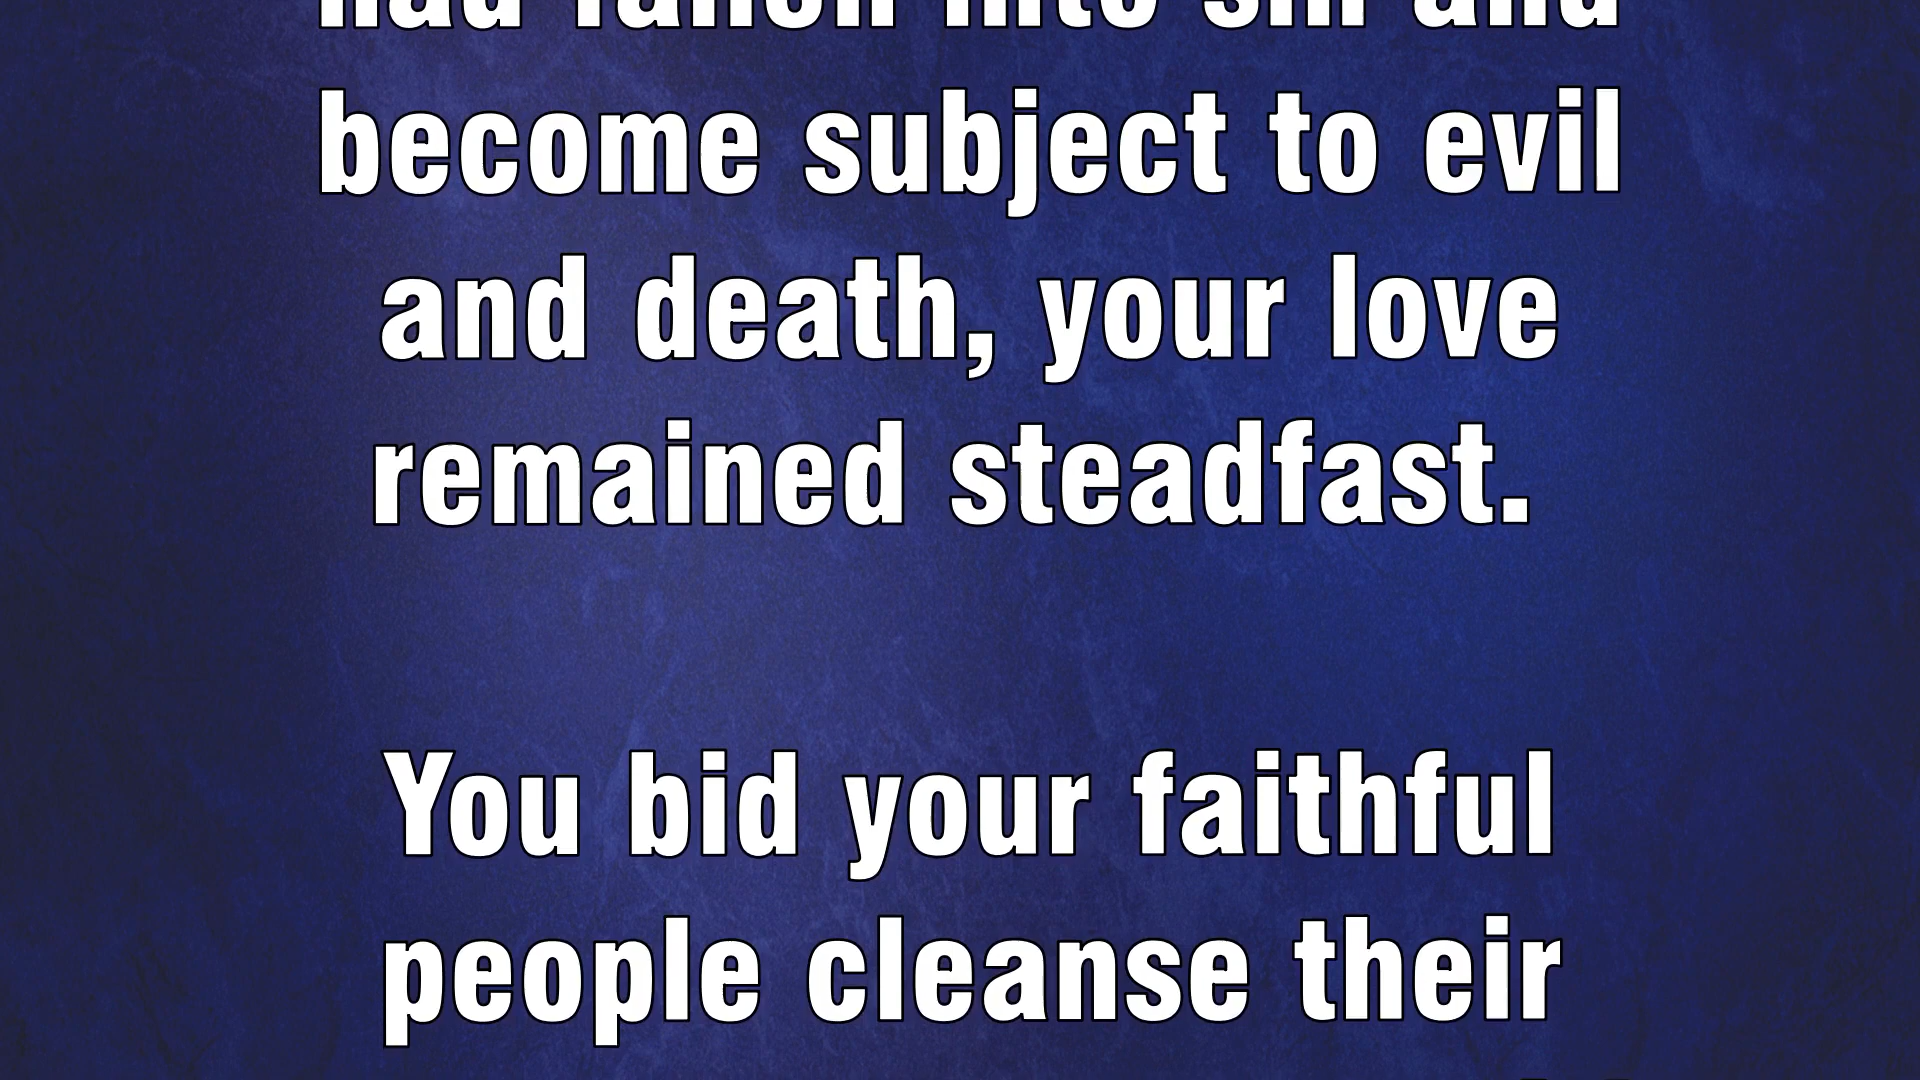 had fallen into sin and
become subject to evil
and death, your love
remained steadfast.
You bid your faithful
people cleanse their